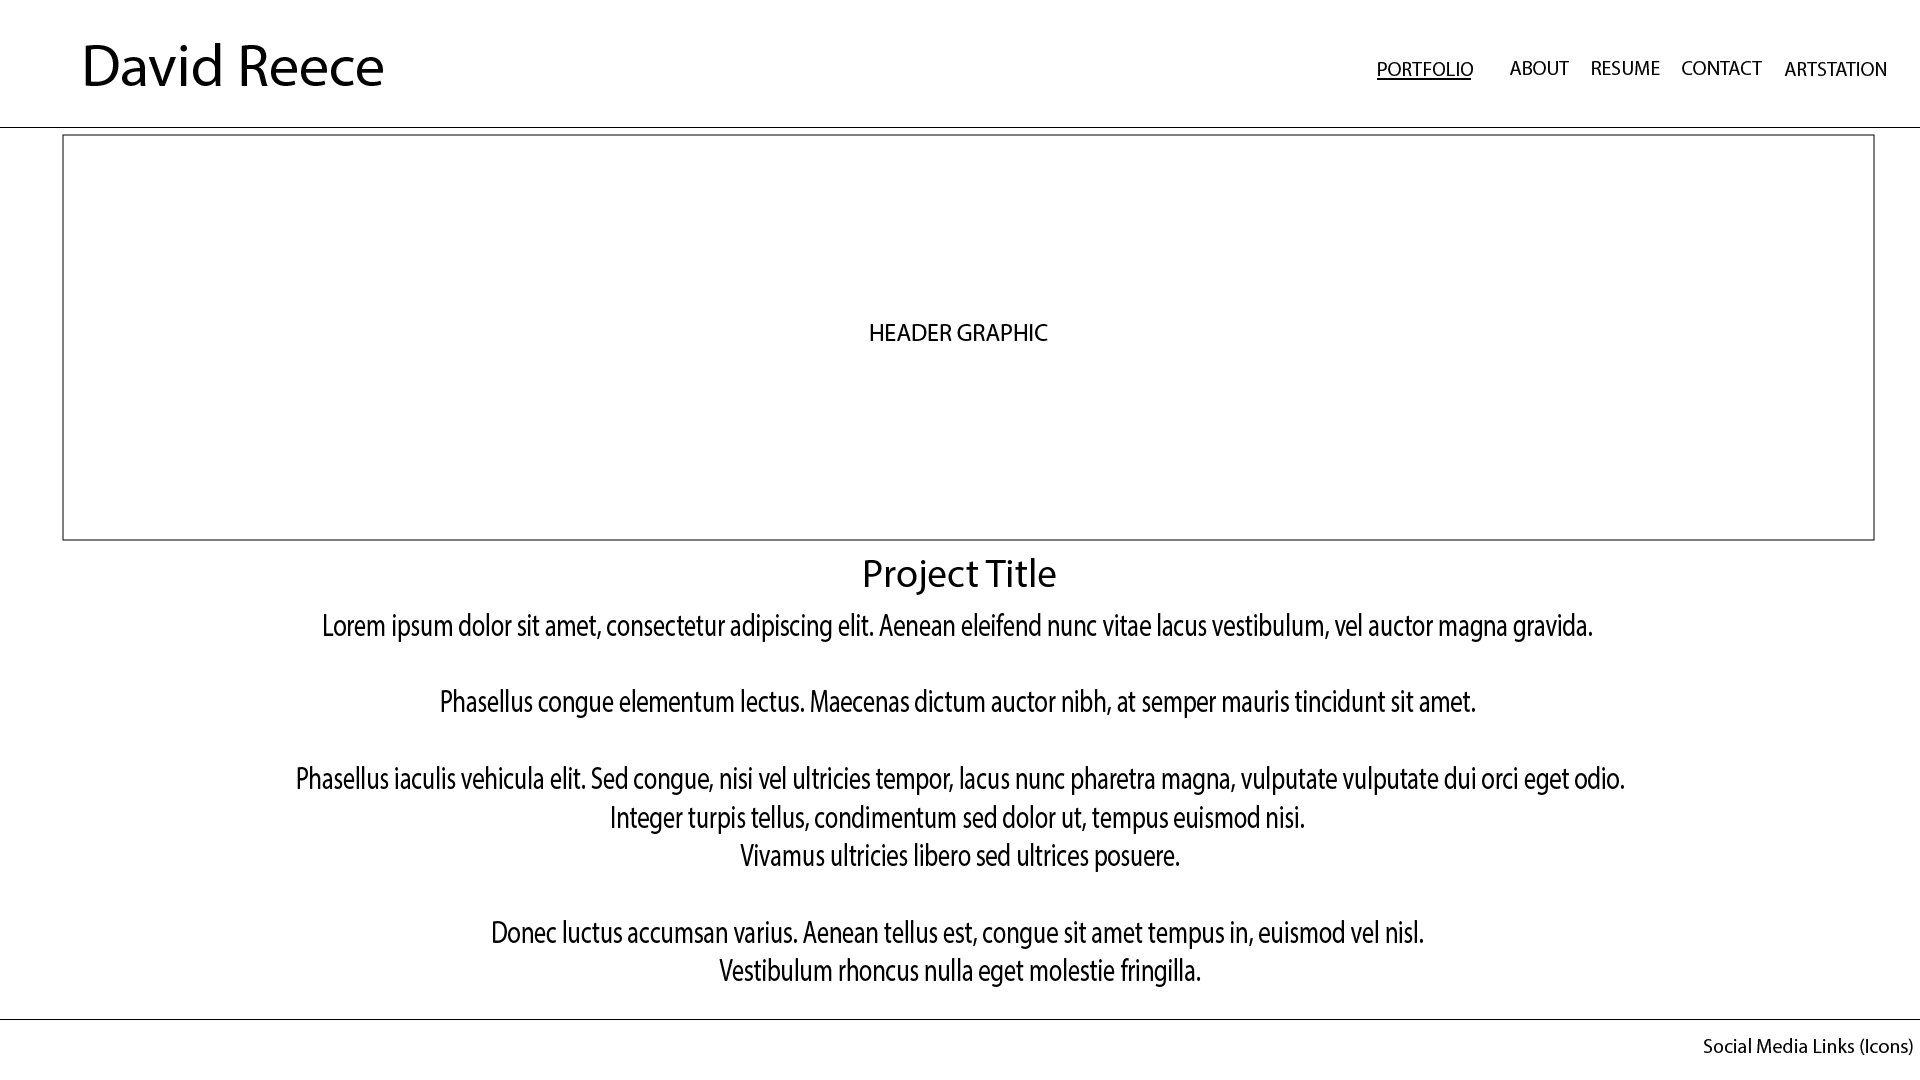 David Reece
PORTFOLIO ABOUT RESUME CONTACT ARTSTATION
HEADER GRAPHIC
Project Title
Lorem ipsum dolor sit amet, consectetur adipiscing elit. Aenean eleifend nunc vitae lacus vestibulum, vel auctor magna gravida.
Phasellus congue elementum lectus. Maecenas dictum auctor nibh, at semper mauris tincidunt sit amet.
Phasellus iaculis vehicula elit. Sed congue, nisi vel ultricies tempor, lacus nunc pharetra magna, vulputate vulputate dui orci eget odio.
Integer turpis tellus, condimentum sed dolor ut, tempus euismod nisi.
Vivamus ultricies libero sed ultrices posuere.
Donec luctus accumsan varius. Aenean tellus est, congue sit amet tempus in, euismod vel nisl.
Vestibulum rhoncus nulla eget molestie fringilla.
Social Media Links (Icons)